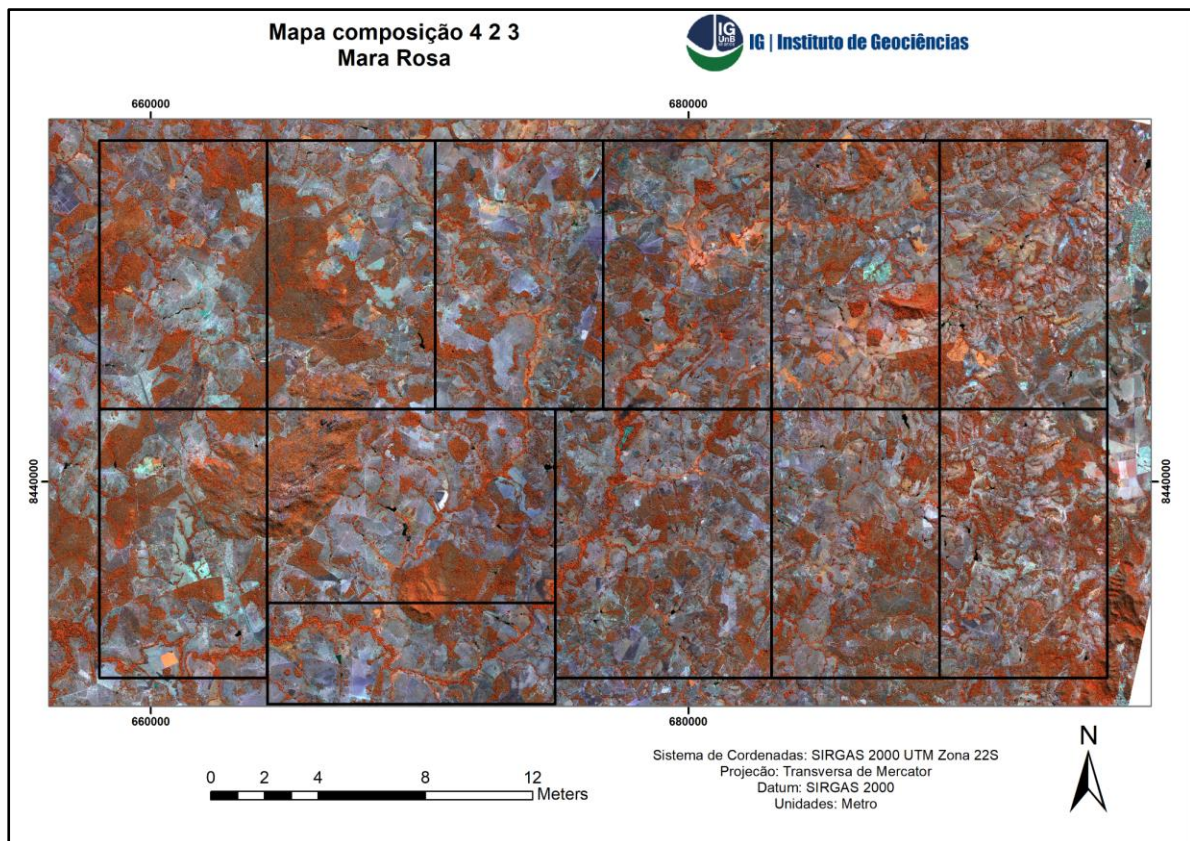 Mapa composição 4 2 3
Mara Rosa
IG
UnB
IG | Instituto de Geociências
660000
680000
8440000
8440000
660000
680000
0 2 4 8 12
Meters
Sistema de Cordenadas: SIRGAS 2000 UTM Zona 22S
Projecão: Transversa de Mercator
Datum: SIRGAS 2000
Unidades: Metro
N